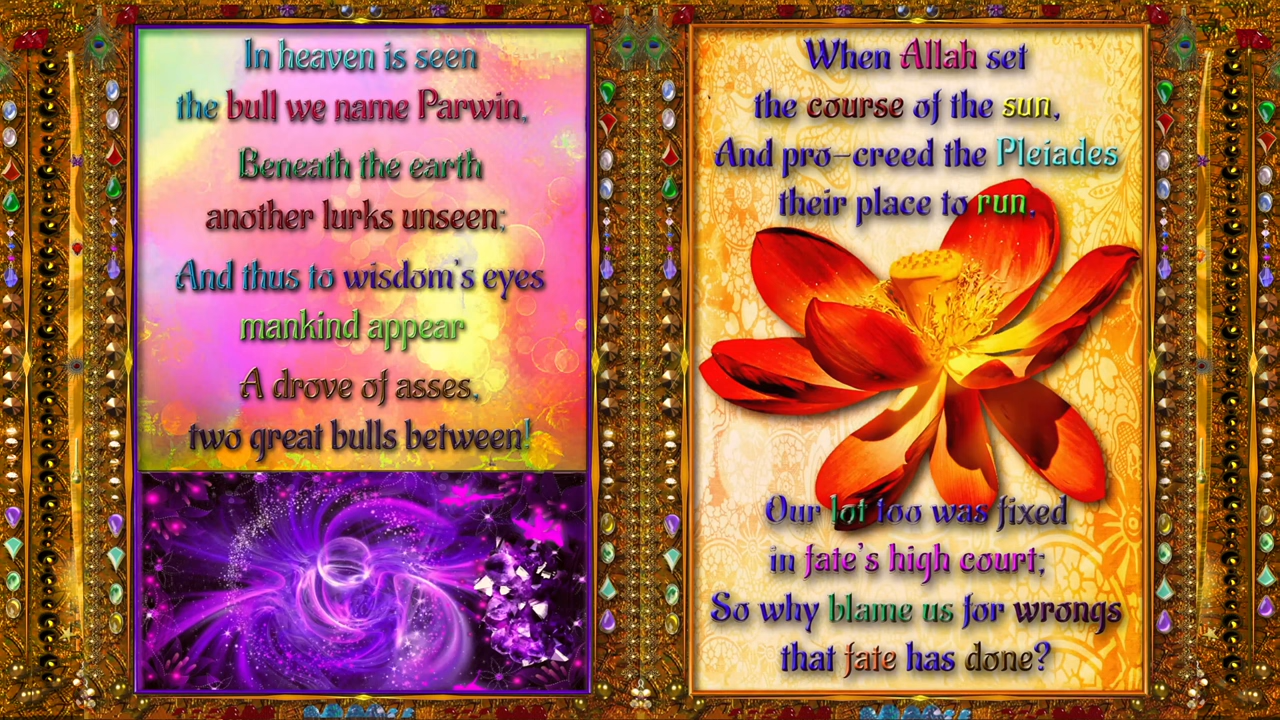 In heaven is seen
the bull we name Parwin,
Beneath the earth
another lurks unseen;
And thus to wisdom's eyes
mankind appear
A drove of asses,
two great bulls between!
When Allah set
the course of the sun,
And pro-creed the Pleiades
their place to run,
Our lot too was fixed
in fate's high court;
So why blame us for wrongs
that fate has done?